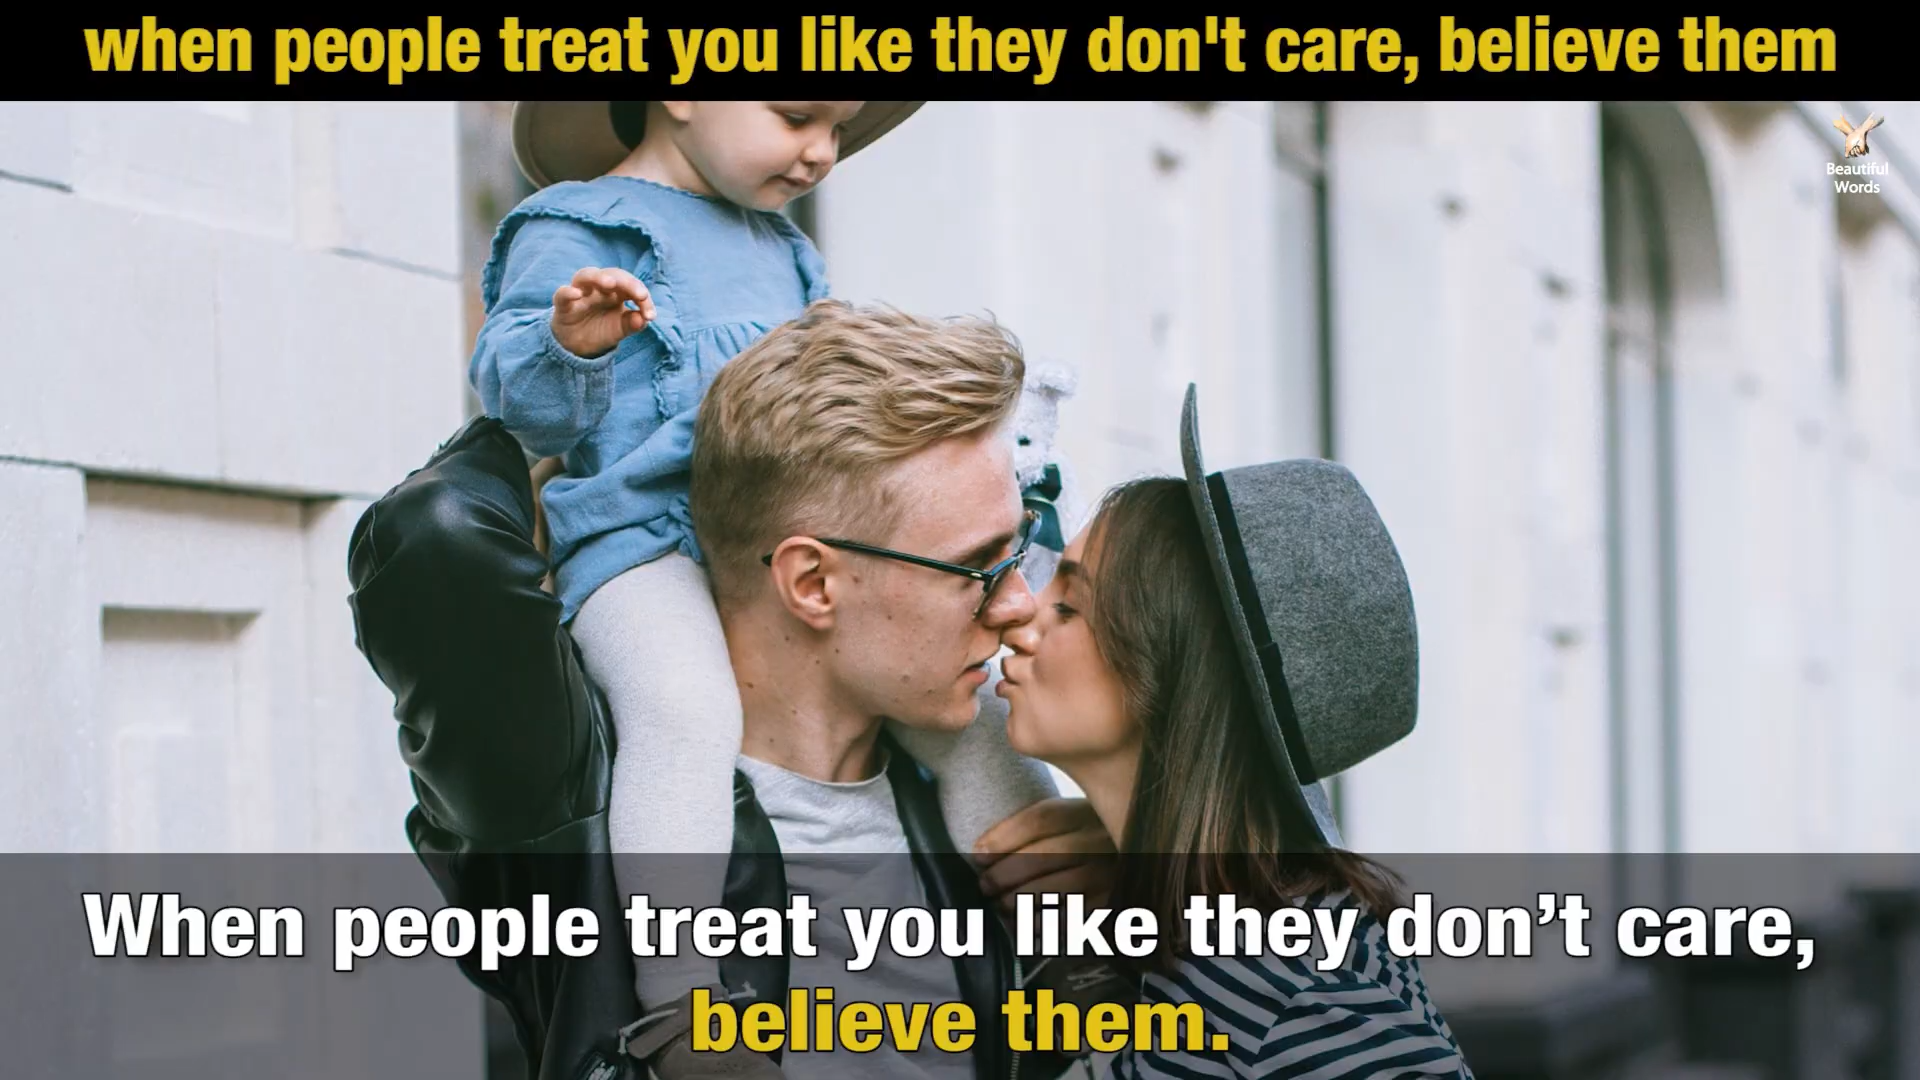 when people treat you like they don't care, believe them
Beautiful
Words
When people treat you like they don’t care,
believe them.